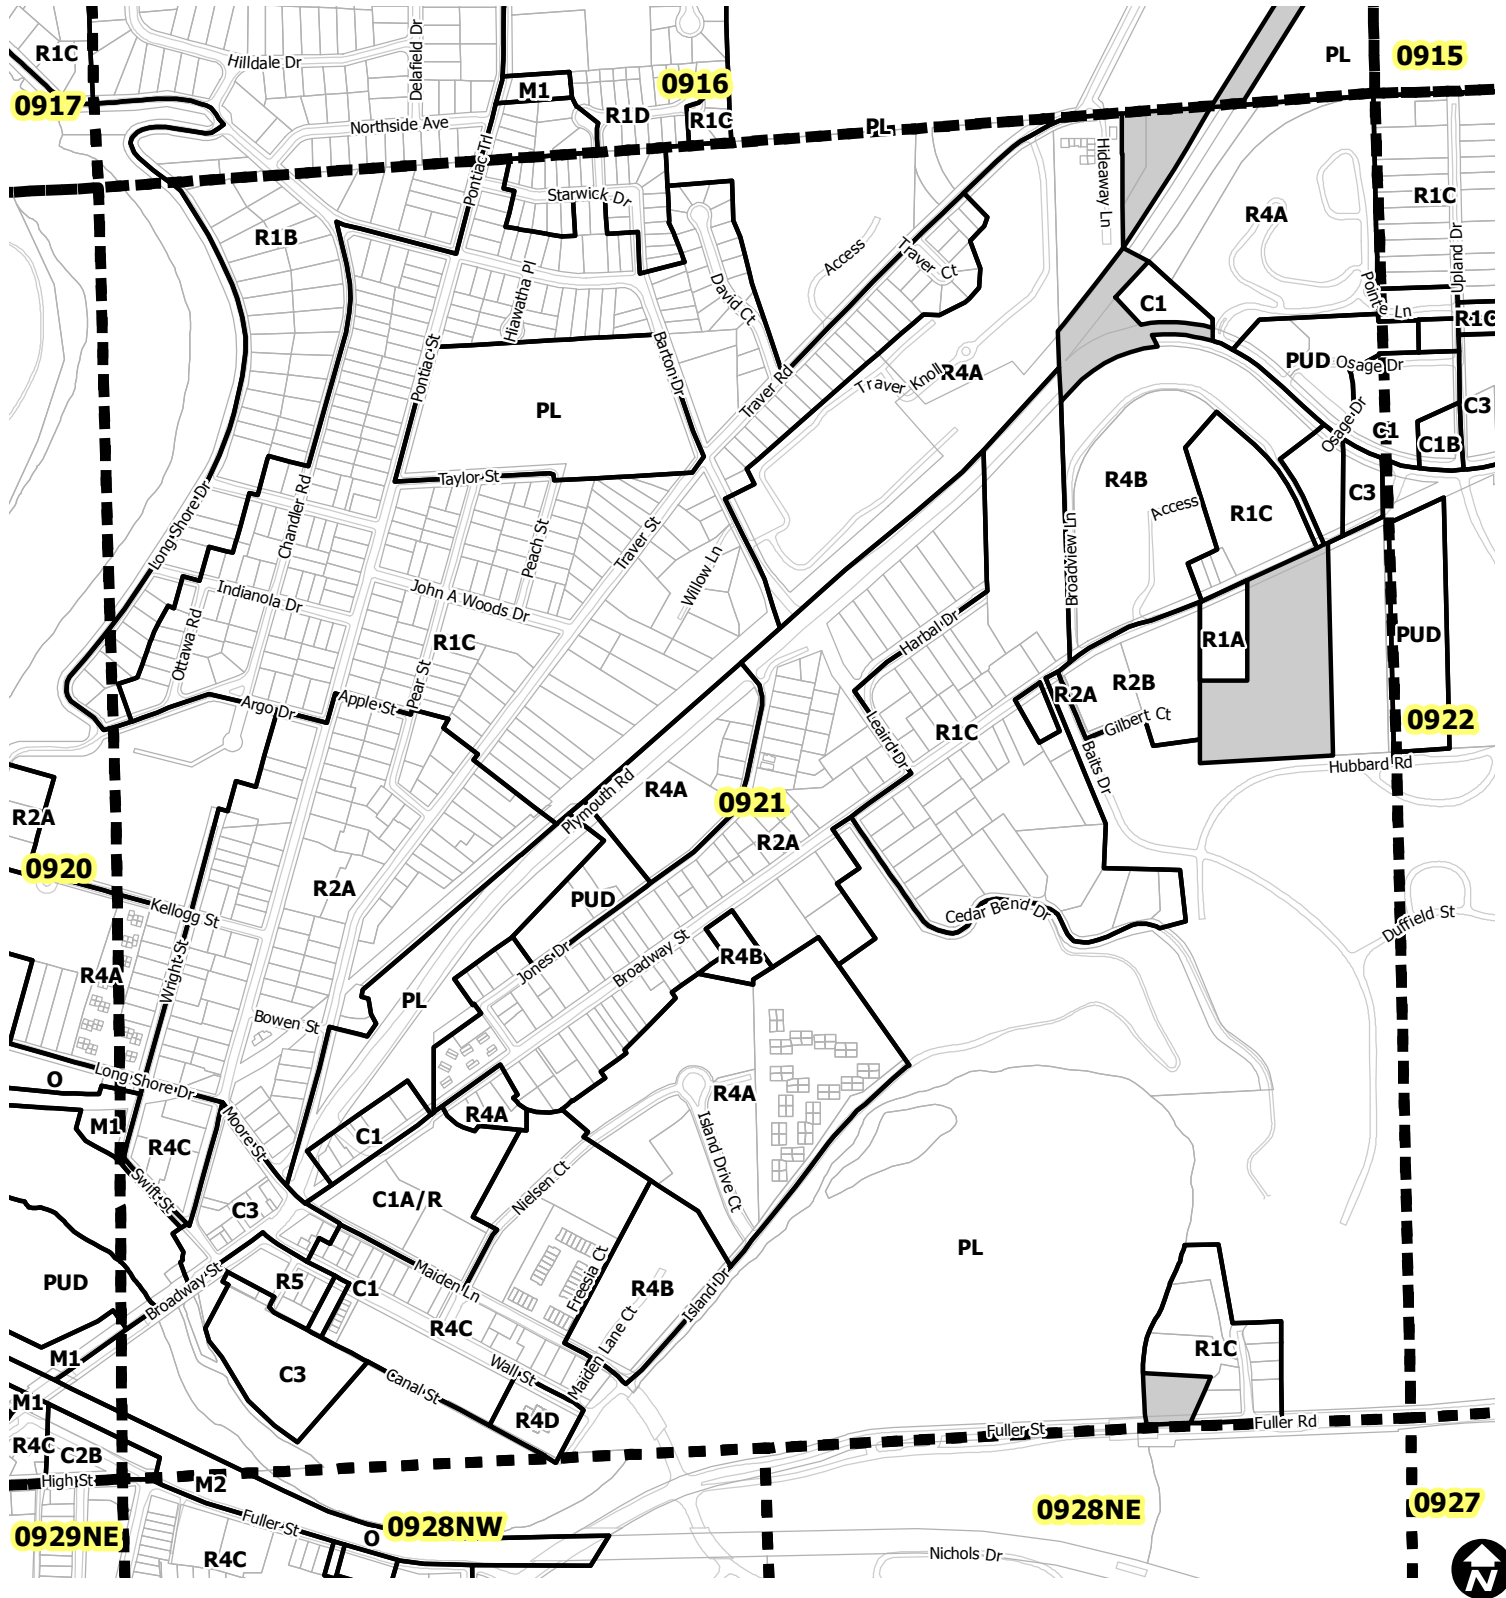 R1C
0917
Hilldale Dr
Delafield Dr
Northside Ave
M1
0916
R1D
R1C
PL
PL
0915
Pontiac Trl
Starwick Dr
R1B
Hiawatha Pl
David Ct
Access
Traver Ct
Hideaway Ln
R4A
R1C
Upland Dr
Pointe Ln
C1
R1C
Pontiac St
Barton Dr
PL
Traver Rd
Traver Knoll
R4A
PUD
Osage Dr
Osage Dr
C1
C3
C1B
Taylor St
Long Shore Dr
Chandler Rd
Peach St
Traver St
Willow Ln
R4B
Access
R1C
C3
Broadview Ln
Indianola Dr
John A Woods Dr
Ottawa Rd
R1C
Pear St
Harbal Dr
R1A
PUD
R2B
R2A
Gilbert Ct
Argo Dr
Apple St
Leaird Dr
R1C
Baits Dr
0922
Hubbard Rd
R2A
Plymouth Rd
R4A
0921
R2A
0920
R2A
PUD
Kellogg St
Cedar Bend Dr
Duffield St
Wright St
R4A
Jones Dr
Broadway St
R4B
PL
Bowen St
O
Long Shore Dr
M1
Moore St
R4C
C1
R4A
R4A
Island Drive Ct
Swift St
C3
C1A/R
Nielsen Ct
PL
PUD
Broadway St
R5
C1
Maiden Ln
Freesia Ct
R4B
Island Dr
R4C
Maiden Lane Ct
M1
C3
Canal St
Wall St
R4D
R1C
M1
R4C
C2B
High St
M2
Fuller St
Fuller Rd
0929NE
Fuller St
O
0928NW
0928NE
0927
R4C
Nichols Dr
N